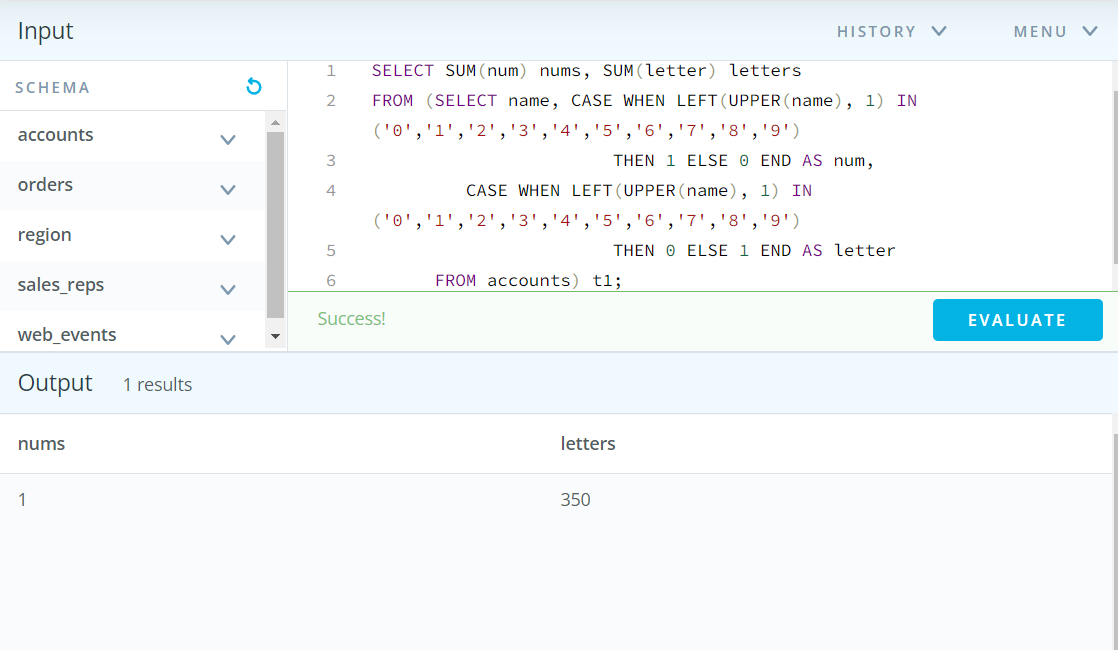 Input
HISTORY
MENU
SCHEMA
accounts
orders
region
sales_reps
web_events
1 SELECT SUM(num) nums, SUM(letter) letters
2 FROM (SELECT name, CASE WHEN LEFT(UPPER(name), 1) IN
('0','1','2','3','4','5','6','7','8','9')
3 THEN 1 ELSE 0 END AS num,
4 CASE WHEN LEFT(UPPER(name), 1) IN
('0','1','2','3','4','5','6','7','8','9')
5 THEN 0 ELSE 1 END AS letter
6 FROM accounts) t1;
Success!
EVALUATE
Output 1 results
nums letters
1 350